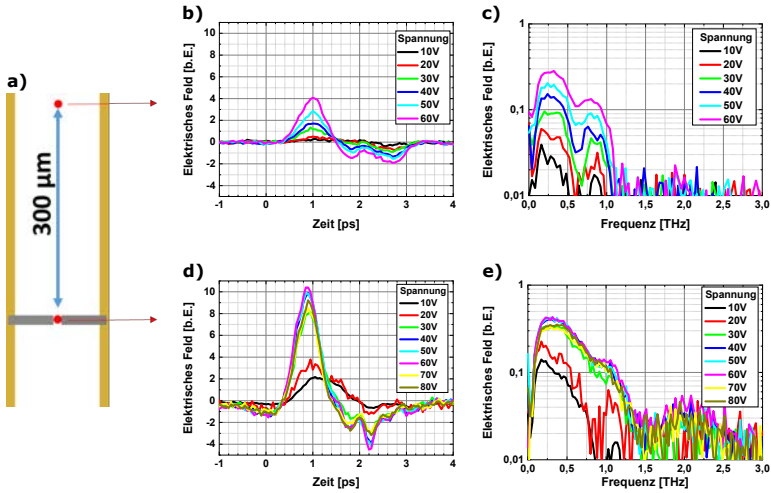 a)
300 µm
b)
Elektrisches Feld [b.E.]
4
2
0
-2
-4
-1
0
1
2
3
4
Zeit [ps]
Spannung
10V
20V
30V
40V
50V
60V
c)
Elektrisches Feld [b.E.]
1
0,1
0,01
0,0
0,5
1,0
1,5
2,0
2,5
3,0
Frequenz [THz]
Spannung
10V
20V
30V
40V
50V
60V
d)
Elektrisches Feld [b.E.]
10
8
6
4
2
0
-2
-4
-1
0
1
2
3
4
Zeit [ps]
Spannung
10V
20V
30V
40V
50V
60V
70V
80V
e)
Elektrisches Feld [b.E.]
1
0,1
0,01
0,0
0,5
1,0
1,5
2,0
2,5
3,0
Frequenz [THz]
Spannung
10V
20V
30V
40V
50V
60V
70V
80V